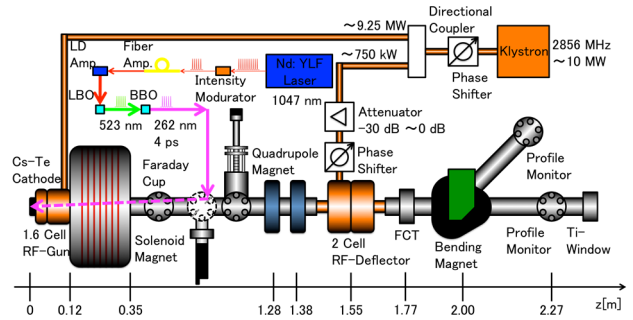 Directional
Coupler
~9.25 MW
~750 kW
Klystron
2856 MHz
~10 MW
Phase
Shifter
LD
Amp.
Fiber
Amp.
Intensity
Modurator
Nd: YLF
Laser
1047 nm
LBO
BBO
523 nm
262 nm
4 ps
Attenuator
-30 dB ~0 dB
Phase
Shifter
Cs-Te
Cathode
Faraday
Cup
Quadrupole
Magnet
Profile
Monitor
1.6 Cell
RF-Gun
Solenoid
Magnet
2 Cell
RF-Deflector
FCT
Bending
Magnet
Profile
Monitor
Ti-
Window
0
0.12
0.35
1.28
1.38
1.55
1.77
2.00
2.27
z[m]